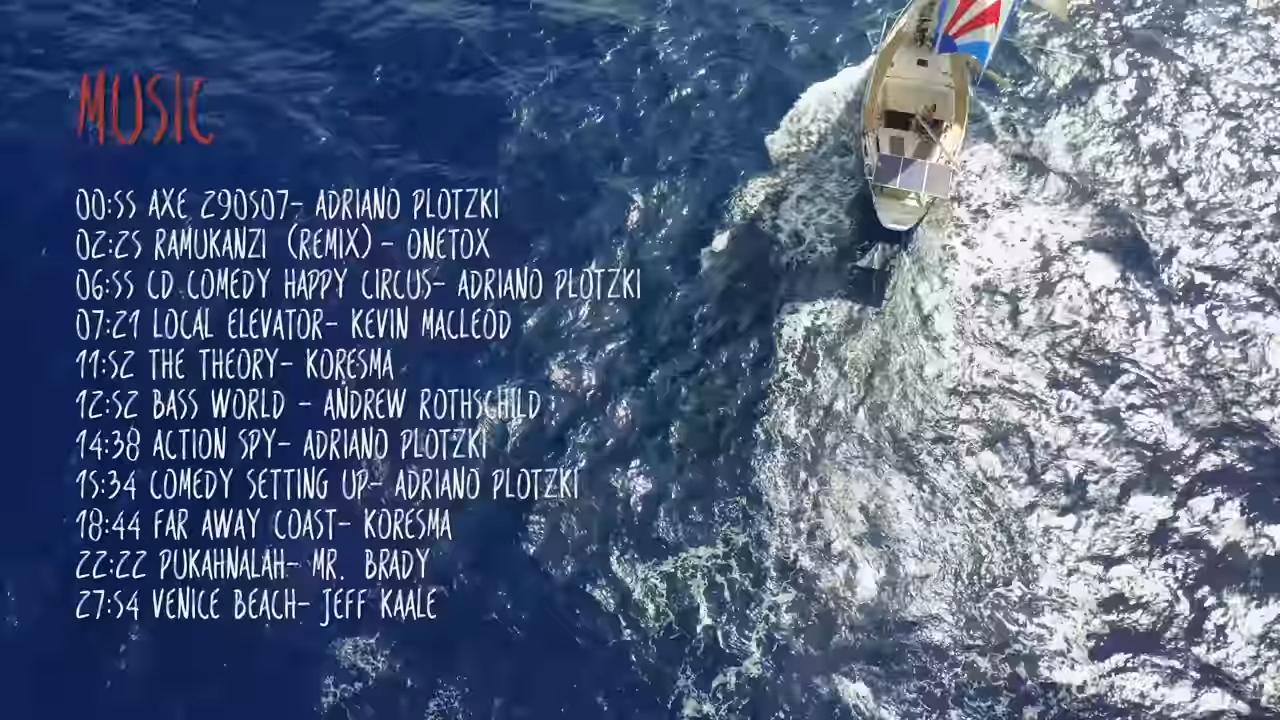 MUSIC
00:55 AXE 290507- ADRIANO PLOTZKI
02:25 RAMUKANZI (REMIX) - ONETOX
06:55 CD COMEDY HAPPY CIRCUS- ADRIANO PLOTZKI
07:21 LOCAL ELEVATOR- KEVIN MACLEOD
11:52 THE THEORY- KORESMA
12:52 BASS WORLD - ANDREW ROTHSCHILD
14:38 ACTION SPY- ADRIANO PLOTZKI
15:34 COMEDY SETTING UP- ADRIANO PLOTZKI
18:44 FAR AWAY COAST- KORESMA
22:22 PUKAHNALAH- MR. BRADY
27:54 VENICE BEACH- JEFF KAALE